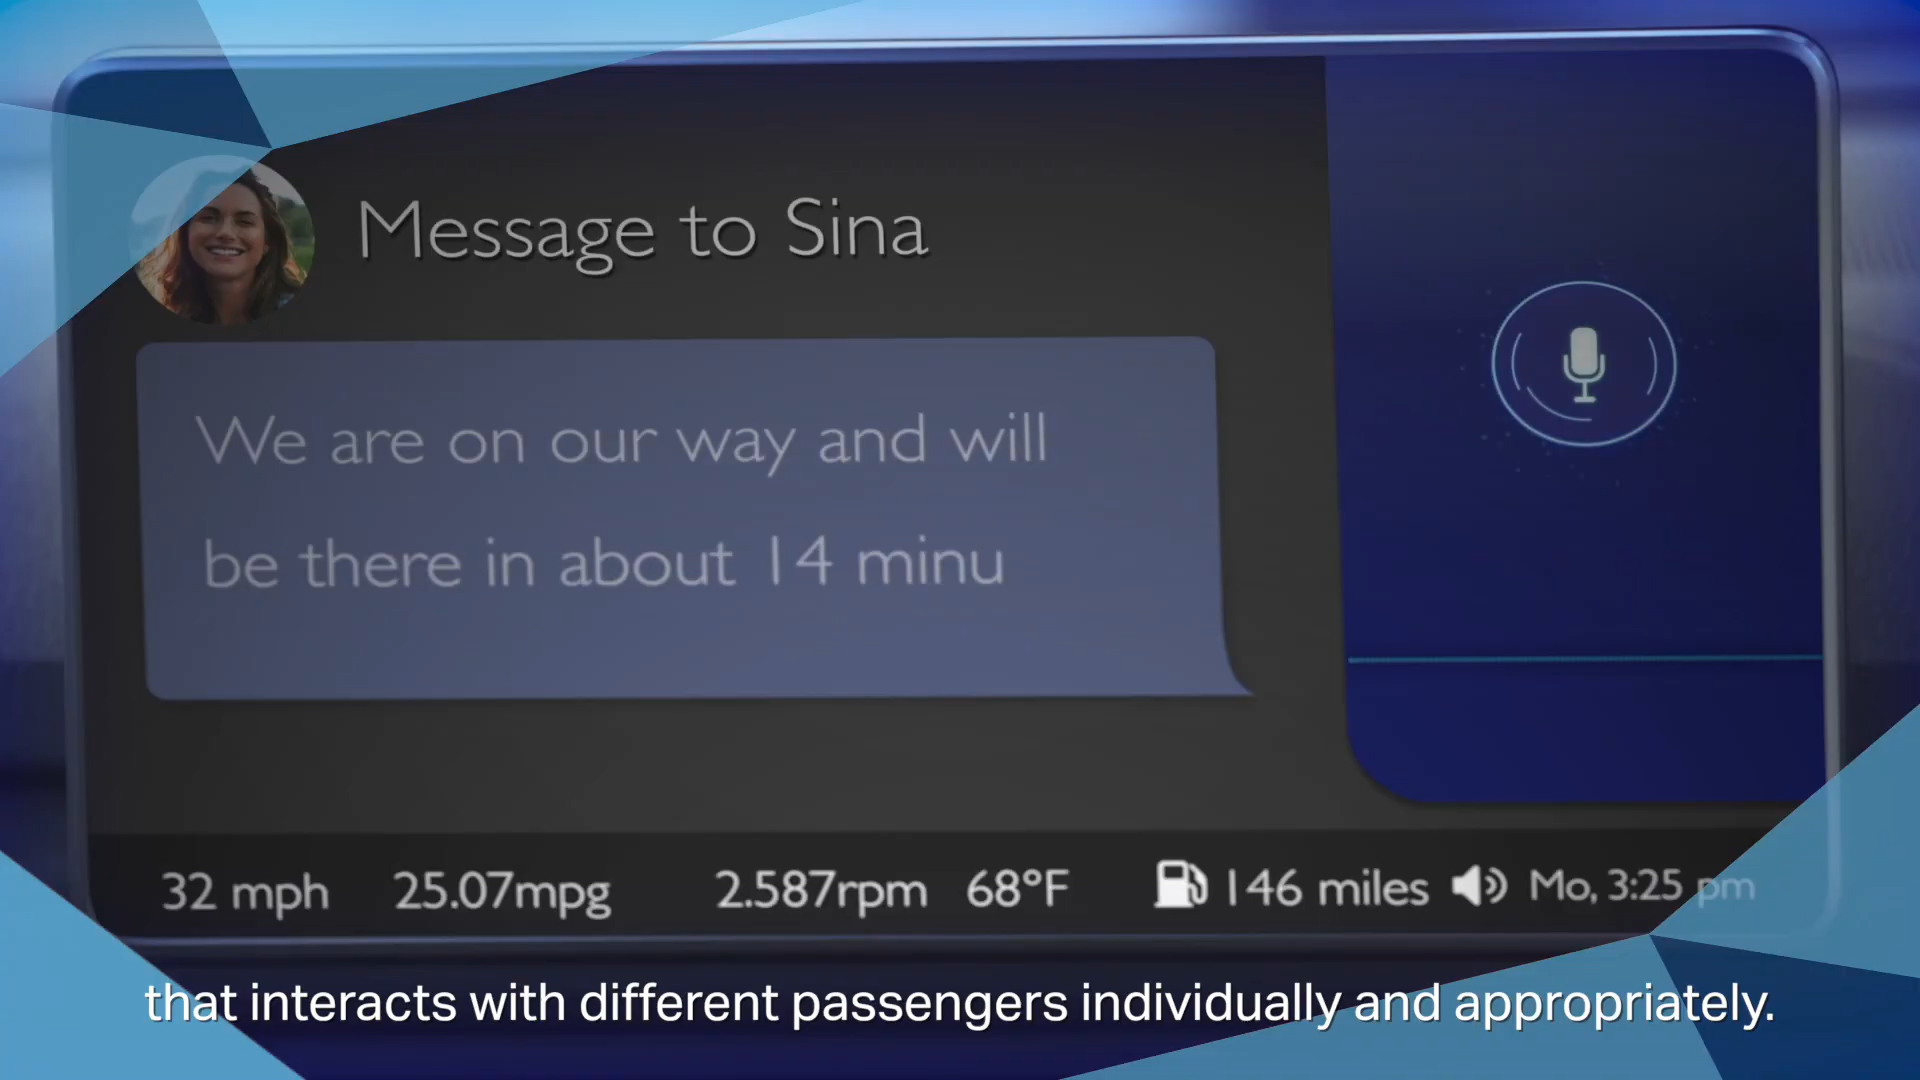 Message to Sina
We are on our way and will
be there in about 14 minu
32 mph 25.07mpg 2.587rpm 68°F 146 miles Mo, 3:25 pm
that interacts with different passengers individually and appropriately.